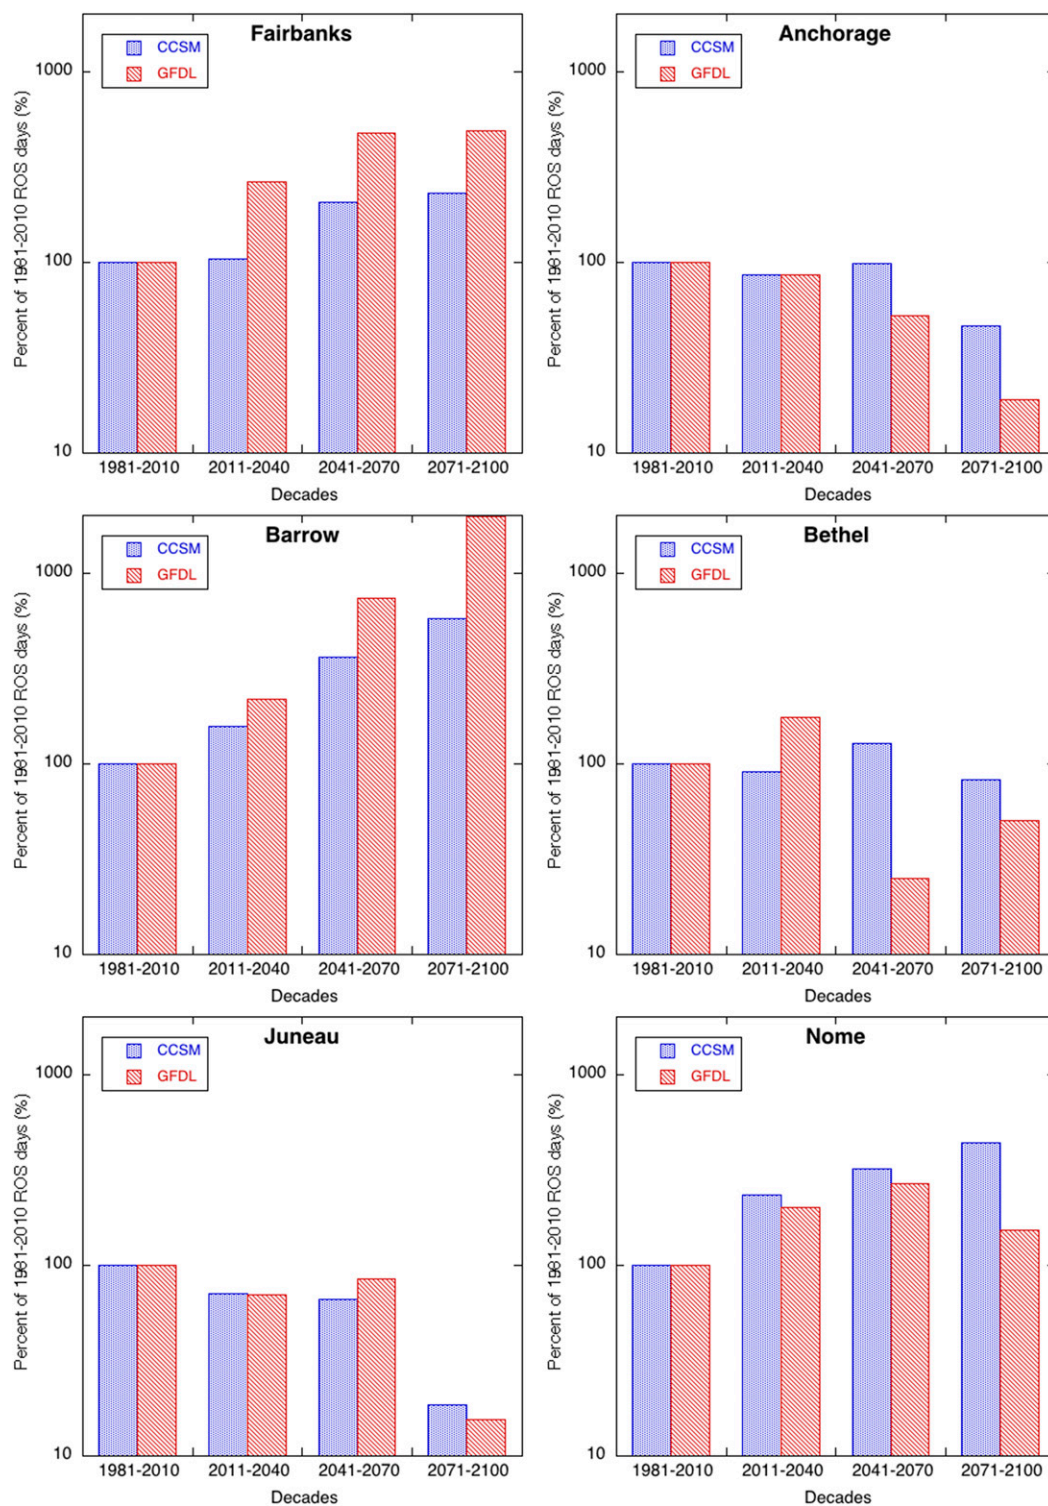 Fairbanks
CCSM
GFDL
Percent of 1981-2010 ROS days (%)
1000
100
10
1981-2010 2011-2040 2041-2070 2071-2100
Decades
Anchorage
CCSM
GFDL
Percent of 1981-2010 ROS days (%)
1000
100
10
1981-2010 2011-2040 2041-2070 2071-2100
Decades
Barrow
CCSM
GFDL
Percent of 1981-2010 ROS days (%)
1000
100
10
1981-2010 2011-2040 2041-2070 2071-2100
Decades
Bethel
CCSM
GFDL
Percent of 1981-2010 ROS days (%)
1000
100
10
1981-2010 2011-2040 2041-2070 2071-2100
Decades
Juneau
CCSM
GFDL
Percent of 1981-2010 ROS days (%)
1000
100
10
1981-2010 2011-2040 2041-2070 2071-2100
Decades
Nome
CCSM
GFDL
Percent of 1981-2010 ROS days (%)
1000
100
10
1981-2010 2011-2040 2041-2070 2071-2100
Decades